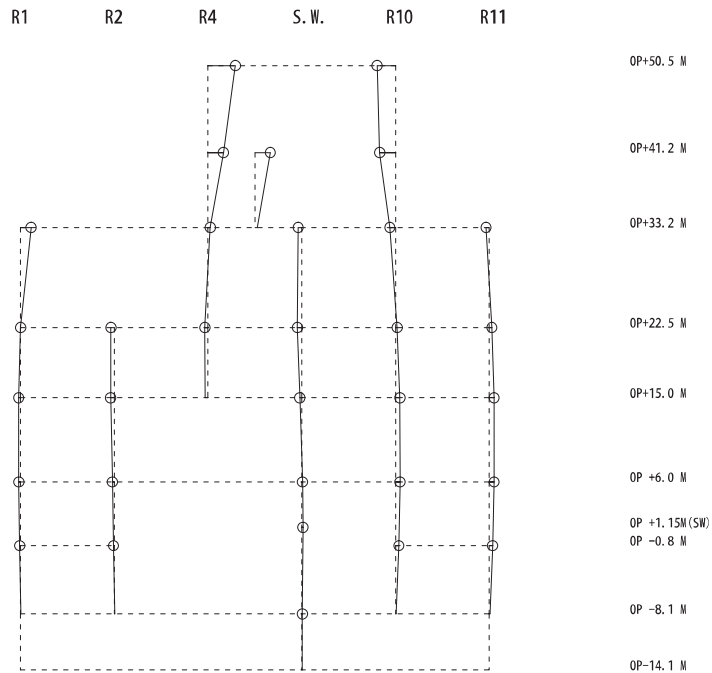 R1 R2 R4 S.W. R10 R11
OP+50.5 M
OP+41.2 M
OP+33.2 M
OP+22.5 M
OP+15.0 M
OP +6.0 M
OP +1.15M(SW)
OP -0.8 M
OP -8.1 M
OP-14.1 M